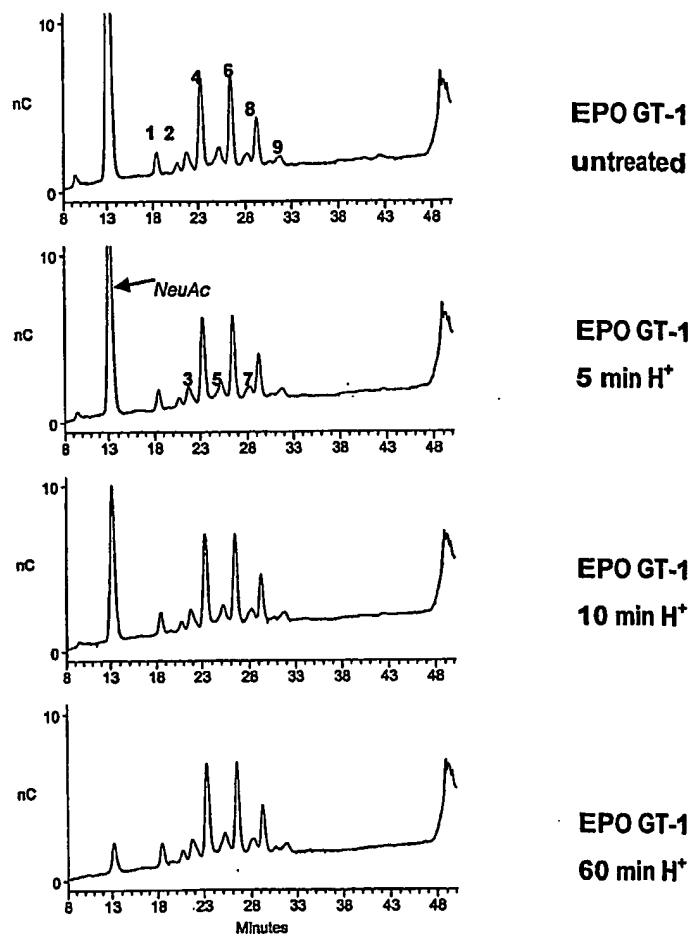 10
nC
0
1 2 4 6 8 9
8 13 18 23 28 33 38 43 48
EPO GT-1
untreated
10
nC
0
NeuAc
3 5 7
8 13 18 23 28 33 38 43 48
EPO GT-1
5 min H+
10
nC
0
8 13 18 23 28 33 38 43 48
EPO GT-1
10 min H+
10
nC
0
8 13 18 23 28 33 38 43 48
Minutes
EPO GT-1
60 min H+